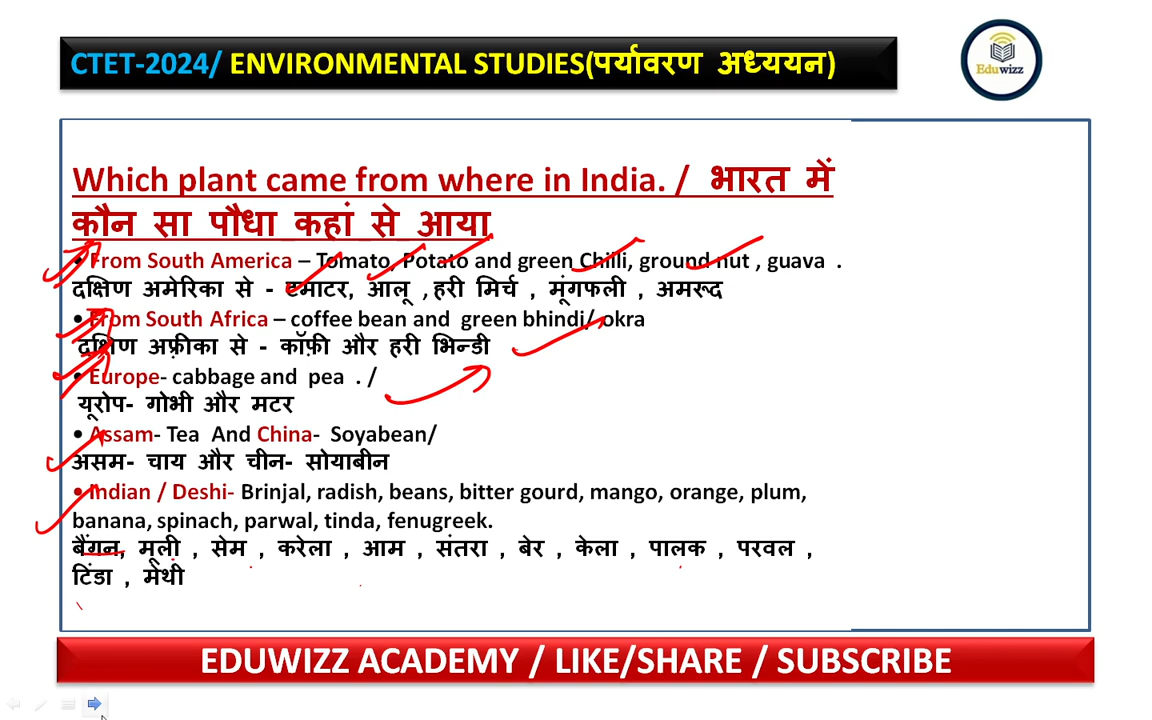 CTET-2024/ ENVIRONMENTAL STUDIES(पर्यावरण अध्ययन)
Eduwizz
Which plant came from where in India. / भारत में
कौन सा पौधा कहां से आया
• From South America – Tomato, Potato and green Chilli, ground nut , guava .
दक्षिण अमेरिका से - टमाटर, आलू , हरी मिर्च , मूंगफली , अमरूद
• From South Africa – coffee bean and green bhindi/ okra
दक्षिण अफ़्रीका से - कॉफ़ी और हरी भिन्डी
• Europe- cabbage and pea . /
यूरोप- गोभी और मटर
• Assam- Tea And China- Soyabean/
असम- चाय और चीन- सोयाबीन
• Indian / Deshi- Brinjal, radish, beans, bitter gourd, mango, orange, plum,
banana, spinach, parwal, tinda, fenugreek.
बैंगन, मूली , सेम , करेला , आम , संतरा , बेर , केला , पालक , परवल ,
टिंडा , मेथी
EDUWIZZ ACADEMY / LIKE/SHARE / SUBSCRIBE